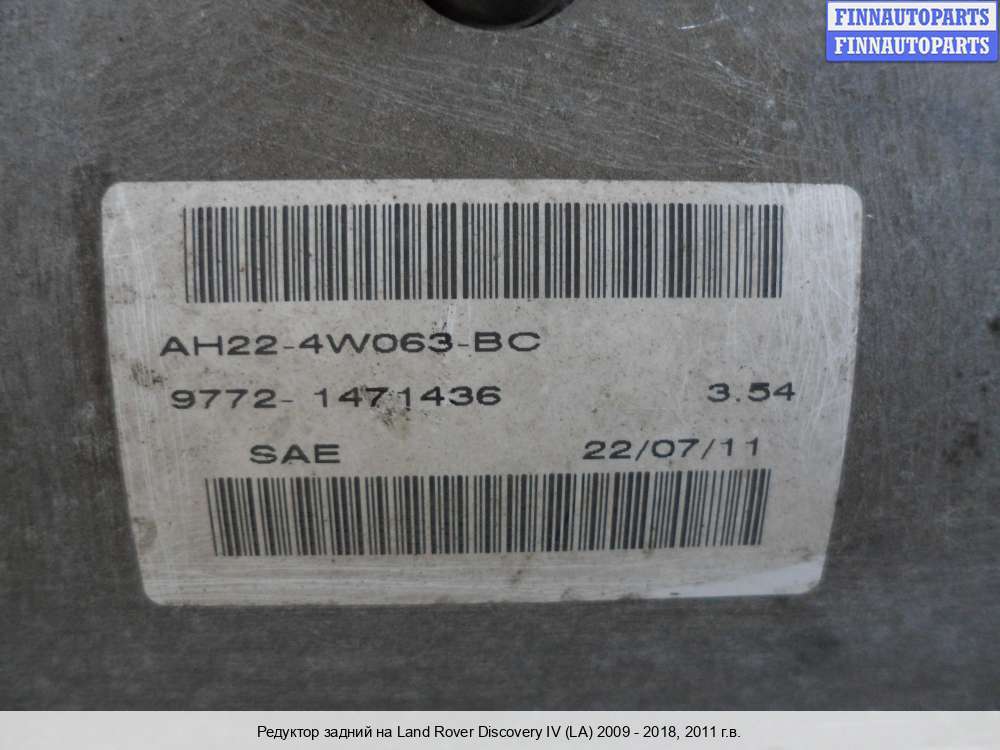 FINNAUTOPARTS
FINNAUTOPARTS
AH22-4W063-BC
9772- 1471436 3.54
SAE 22/07/11
Редуктор задний на Land Rover Discovery IV (LA) 2009 - 2018, 2011 г.в.